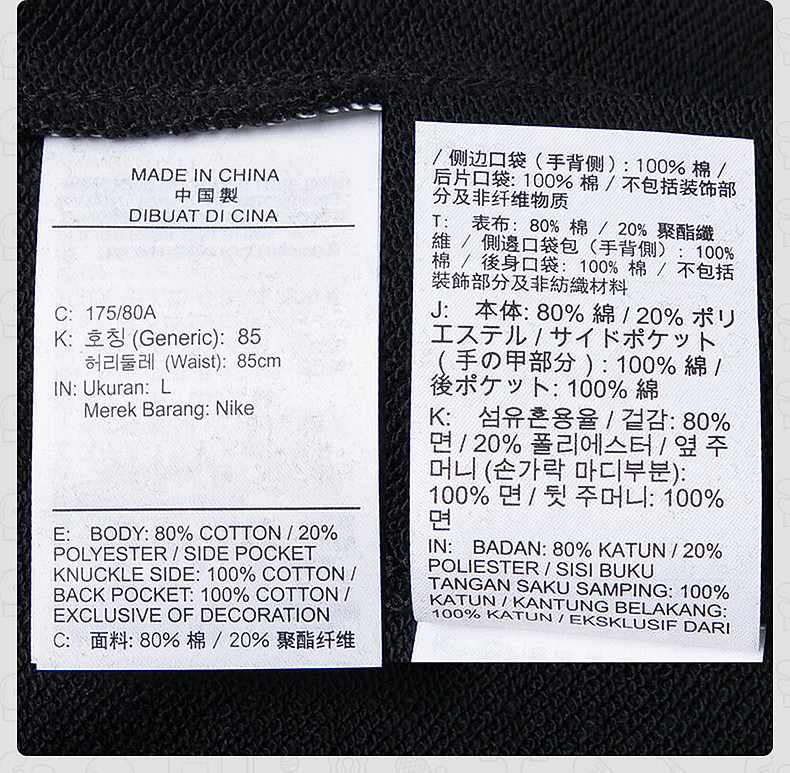 MADE IN CHINA
中国製
DIBUAT DI CINA
C: 175/80A
K: 호칭 (Generic): 85
허리둘레 (Waist): 85cm
IN: Ukuran: L
Merek Barang: Nike
E: BODY: 80% COTTON / 20%
POLYESTER / SIDE POCKET
KNUCKLE SIDE: 100% COTTON /
BACK POCKET: 100% COTTON /
EXCLUSIVE OF DECORATION
C: 面料: 80% 棉 / 20% 聚酯纤维
/ 侧边口袋 (手背侧) : 100% 棉 /
后片口袋: 100% 棉 / 不包括装饰部
分及非纤维物质
T: 表布: 80% 棉 / 20% 聚酯纖
維 / 側邊口袋包 (手背側) : 100%
棉 / 後身口袋: 100% 棉 / 不包括
裝飾部分及非紡織材料
J: 本体: 80% 綿 / 20% ポリ
エステル / サイドポケット
( 手の甲部分 ) : 100% 綿 /
後ポケット: 100% 綿
K: 섬유혼용율 / 겉감: 80%
면 / 20% 폴리에스터 / 옆 주
머니 (손가락 마디부분):
100% 면 / 뒷 주머니: 100%
면
IN: BADAN: 80% KATUN / 20%
POLIESTER / SISI BUKU
TANGAN SAKU SAMPING: 100%
KATUN / KANTUNG BELAKANG:
100% KATUN / EKSKLUSIF DARI